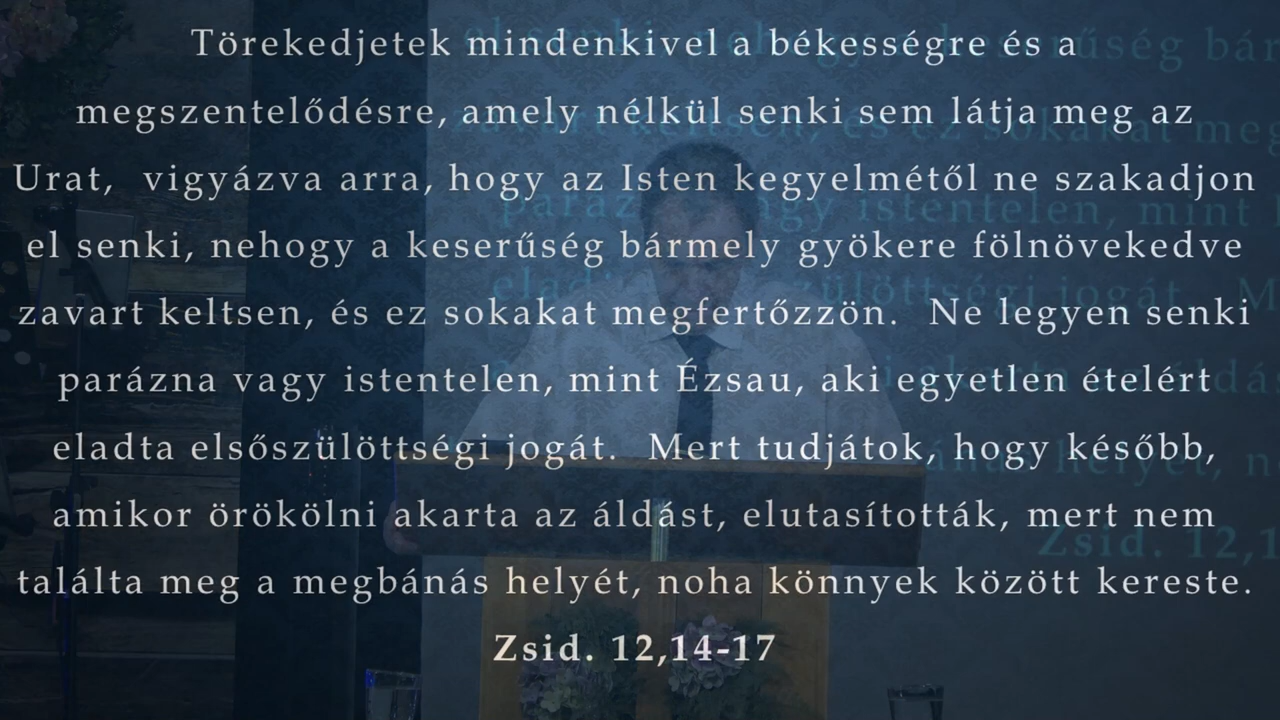 Törekedjetek mindenkivel a békességre és a
megszentelődésre, amely nélkül senki sem látja meg az
Urat, vigyázva arra, hogy az Isten kegyelmétől ne szakadjon
el senki, nehogy a keserűség bármely gyökere fölnövekedve
zavart keltsen, és ez sokakat megfertőzzön. Ne legyen senki
parázna vagy istentelen, mint Ézsau, aki egyetlen ételért
eladta elsőszülöttségi jogát. Mert tudjátok, hogy később,
amikor örökölni akarta az áldást, elutasították, mert nem
találta meg a megbánás helyét, noha könnyek között kereste.
Zsid. 12,14-17